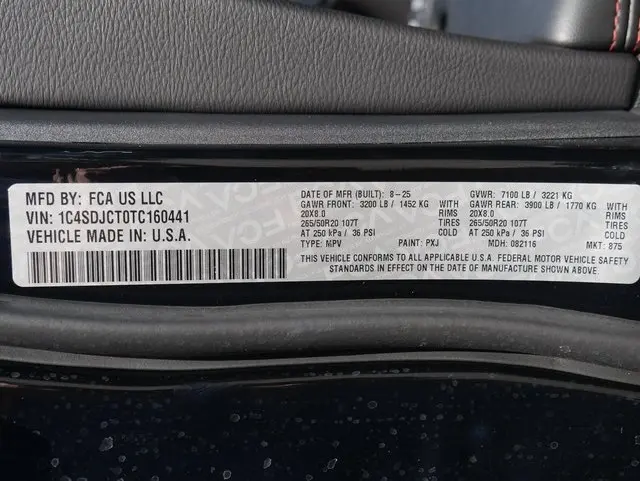 MFD BY: FCA US LLC
VIN: 1C4SDJCT0TC160441
VEHICLE MADE IN: U.S.A.
DATE OF MFR (BUILT): 8-25 GVWR: 7100 LB / 3221 KG
GAWR FRONT: 3200 LB / 1452 KG WITH GAWR REAR: 3900 LB / 1770 KG WITH
20X8.0 RIMS 20X8.0 RIMS
265/50R20 107T TIRES 265/50R20 107T TIRES
AT 250 kPa / 36 PSI COLD AT 250 kPa / 36 PSI COLD
TYPE: MPV PAINT: PXJ MDH: 082116 MKT: 875
THIS VEHICLE CONFORMS TO ALL APPLICABLE U.S.A. FEDERAL MOTOR VEHICLE SAFETY
STANDARDS IN EFFECT ON THE DATE OF MANUFACTURE SHOWN ABOVE.